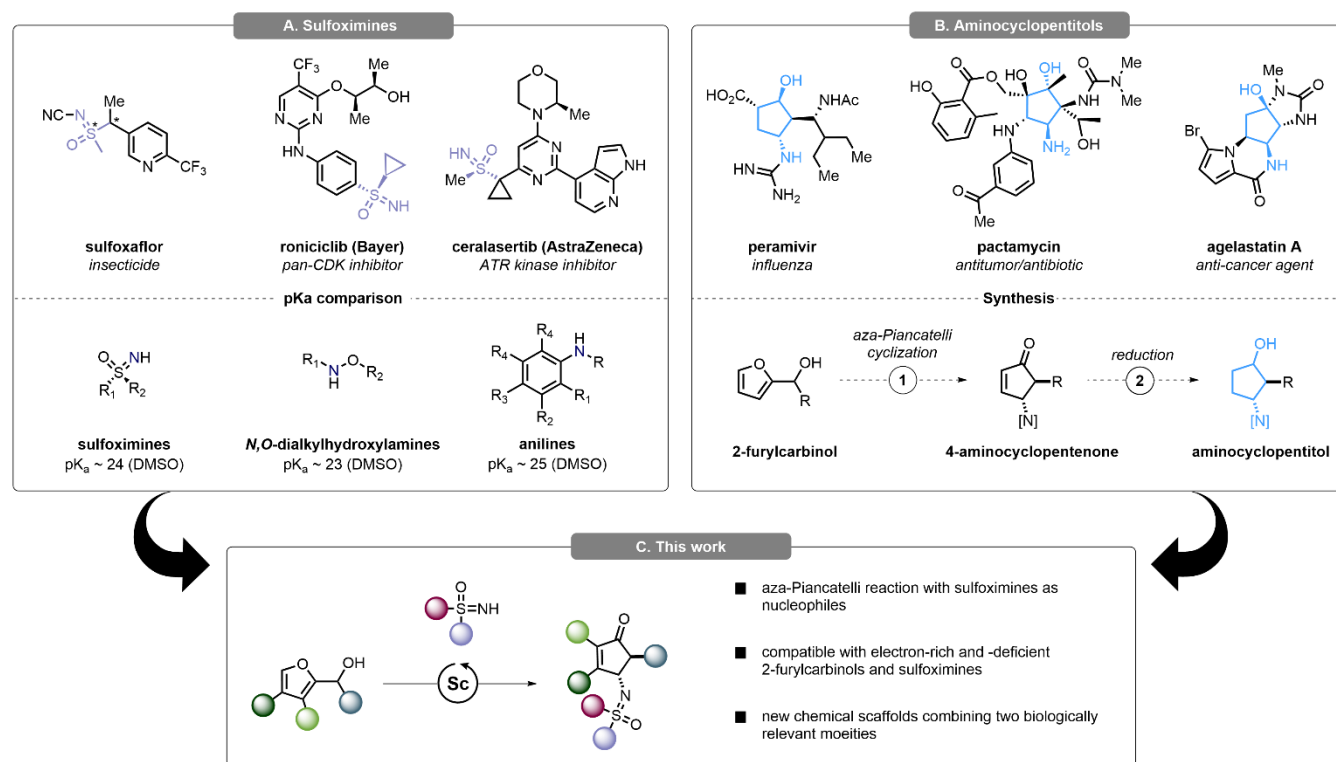 A. Sulfoximines
NC
N
S
*
*
O
Me
N
CF3
sulfoxaflor
insecticide
CF3
O
Me
OH
Me
N
N
NH
S
O
NH
roniciclib (Bayer)
pan-CDK inhibitor
O
N
Me
HN
O
S
Me
N
N
NH
N
ceralasertib (AstraZeneca)
ATR kinase inhibitor
pKa comparison
O
NH
S
R1
R2
sulfoximines
pKa ~ 24 (DMSO)
R1
N
H
O
R2
N,O-dialkylhydroxylamines
pKa ~ 23 (DMSO)
R4
H
N
R
R4
R3
R1
R2
anilines
pKa ~ 25 (DMSO)
B. Aminocyclopentitols
OH
HO2C
H
NHAc
NH
Me
Me
HN
NH2
peramivir
influenza
OH
O
O
Me
HO
OH
Me
O
N
Me
Me
NH
Me
OH
HN
NH2
O
Me
pactamycin
antitumor/antibiotic
Me
N
O
HO
N
H
Br
N
NH
O
agelastatin A
anti-cancer agent
Synthesis
O
OH
R
2-furylcarbinol
aza-Piancatelli
cyclization
1
O
R
[N]
4-aminocyclopentenone
reduction
2
OH
R
[N]
aminocyclopentitol
C. This work
O
OH
O
S
NH
Sc
O
N
S
O
■ aza-Piancatelli reaction with sulfoximines as
nucleophiles
■ compatible with electron-rich and -deficient
2-furylcarbinols and sulfoximines
■ new chemical scaffolds combining two biologically
relevant moeities